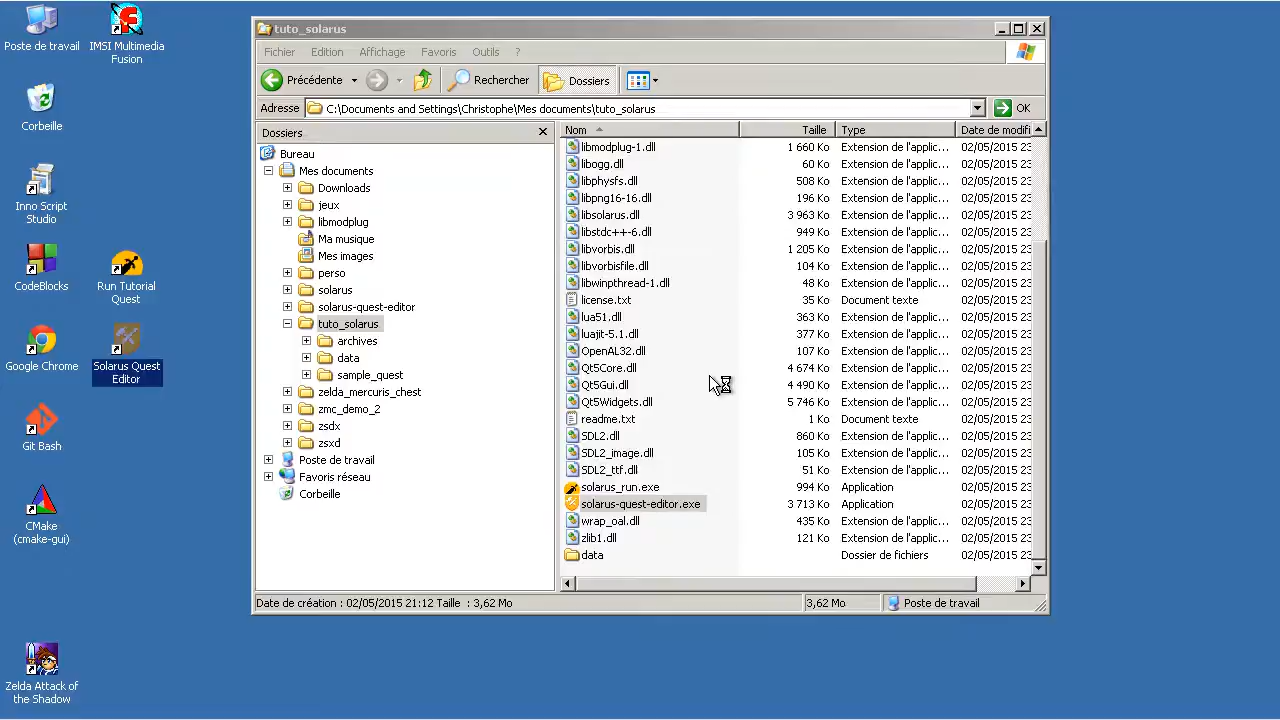 Poste de travail
IMSI Multimedia
Fusion
Corbeille
Inno Script
Studio
CodeBlocks
Run Tutorial
Quest
Google Chrome
Solarus Quest
Editor
Git Bash
CMake
(cmake-gui)
Zelda Attack of
the Shadow
tuto_solarus
Fichier Edition Affichage Favoris Outils ?
Précédente Rechercher Dossiers
Adresse C:\Documents and Settings\Christophe\Mes documents\tuto_solarus OK
Dossiers
Bureau
Mes documents
Downloads
jeux
libmodplug
Ma musique
Mes images
perso
solarus
solarus-quest-editor
tuto_solarus
archives
data
sample_quest
zelda_mercuris_chest
zmc_demo_2
zsdx
zsxd
Poste de travail
Favoris réseau
Corbeille
Nom Taille Type Date de modifi
libmodplug-1.dll 1 660 Ko Extension de l'applic... 02/05/2015 23
libogg.dll 60 Ko Extension de l'applic... 02/05/2015 23
libphysfs.dll 508 Ko Extension de l'applic... 02/05/2015 23
libpng16-16.dll 196 Ko Extension de l'applic... 02/05/2015 23
libsolarus.dll 3 963 Ko Extension de l'applic... 02/05/2015 23
libstdc++-6.dll 949 Ko Extension de l'applic... 02/05/2015 23
libvorbis.dll 1 205 Ko Extension de l'applic... 02/05/2015 23
libvorbisfile.dll 104 Ko Extension de l'applic... 02/05/2015 23
libwinpthread-1.dll 48 Ko Extension de l'applic... 02/05/2015 23
license.txt 35 Ko Document texte 02/05/2015 23
lua51.dll 363 Ko Extension de l'applic... 02/05/2015 23
luajit-5.1.dll 377 Ko Extension de l'applic... 02/05/2015 23
OpenAL32.dll 107 Ko Extension de l'applic... 02/05/2015 23
Qt5Core.dll 4 674 Ko Extension de l'applic... 02/05/2015 23
Qt5Gui.dll 4 490 Ko Extension de l'applic... 02/05/2015 23
Qt5Widgets.dll 5 746 Ko Extension de l'applic... 02/05/2015 23
readme.txt 1 Ko Document texte 02/05/2015 23
SDL2.dll 860 Ko Extension de l'applic... 02/05/2015 23
SDL2_image.dll 105 Ko Extension de l'applic... 02/05/2015 23
SDL2_ttf.dll 51 Ko Extension de l'applic... 02/05/2015 23
solarus_run.exe 994 Ko Application 02/05/2015 23
solarus-quest-editor.exe 3 713 Ko Application 02/05/2015 23
wrap_oal.dll 435 Ko Extension de l'applic... 02/05/2015 23
zlib1.dll 121 Ko Extension de l'applic... 02/05/2015 23
data Dossier de fichiers 02/05/2015 23
Date de création : 02/05/2015 21:12 Taille : 3,62 Mo 3,62 Mo Poste de travail